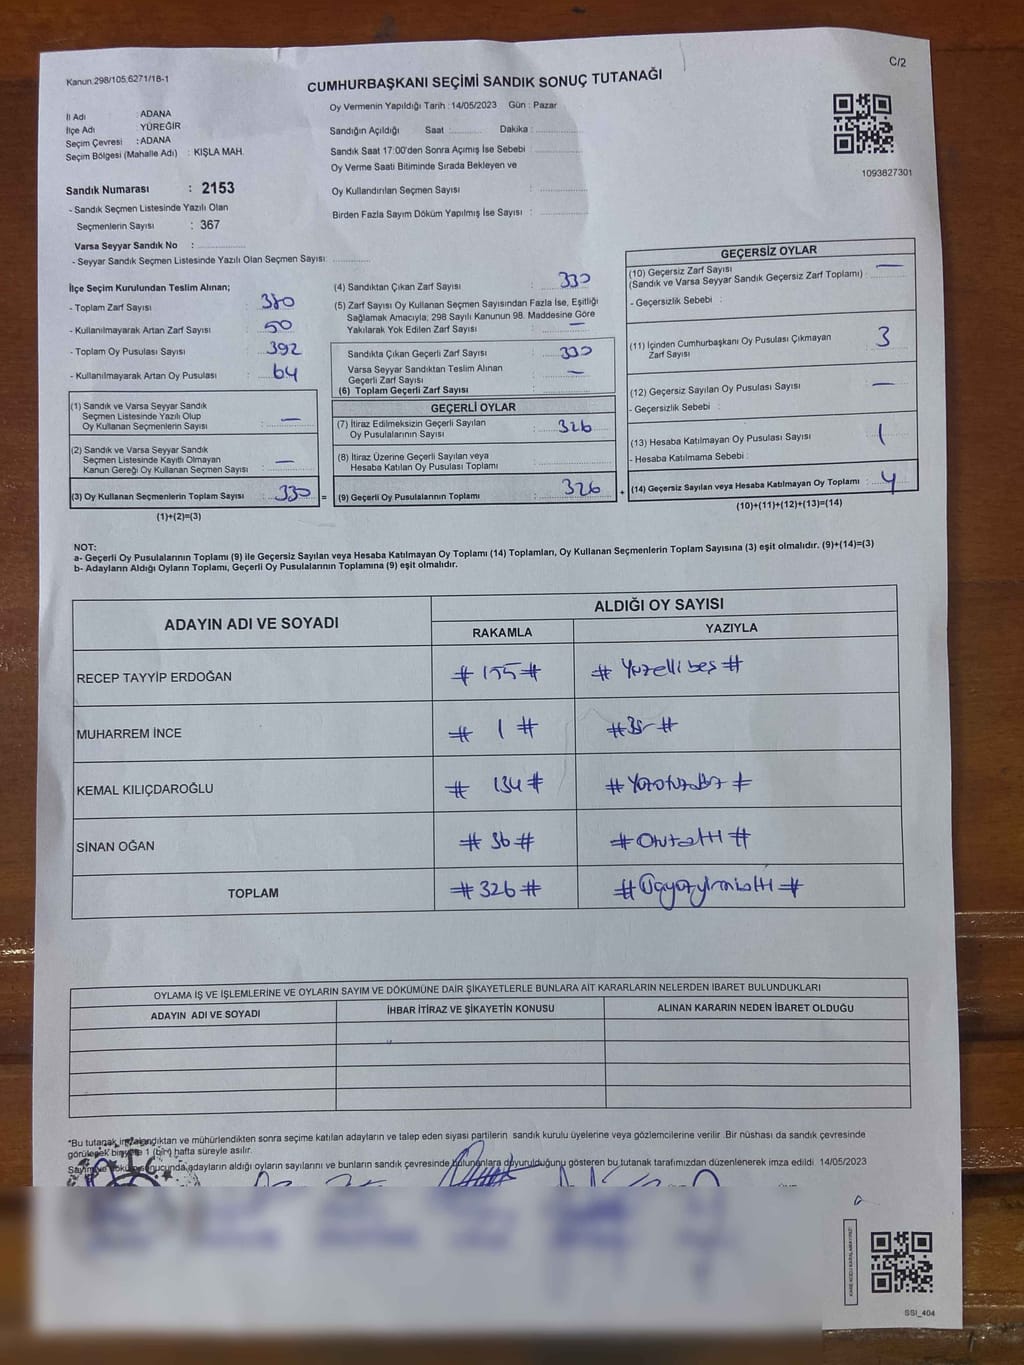 Kanun.298/105,6271/18-1
C/2
CUMHURBAŞKANI SEÇİMİ SANDIK SONUÇ TUTANAĞI
İl Adı : ADANA
İlçe Adı : YÜREĞİR
Seçim Çevresi : ADANA
Seçim Bölgesi (Mahalle Adı) : KIŞLA MAH.
Sandık Numarası : 2153
- Sandık Seçmen Listesinde Yazılı Olan
Seçmenlerin Sayısı : 367
Varsa Seyyar Sandık No :
- Seyyar Sandık Seçmen Listesinde Yazılı Olan Seçmen Sayısı :
Oy Vermenin Yapıldığı Tarih : 14/05/2023 Gün : Pazar
Sandığın Açıldığı Saat : Dakika :
Sandık Saat 17:00'den Sonra Açımış İse Sebebi :
Oy Verme Saati Bitiminde Sırada Bekleyen ve
Oy Kullandırılan Seçmen Sayısı :
Birden Fazla Sayım Döküm Yapılmış İse Sayısı :
1093827301
İlçe Seçim Kurulundan Teslim Alınan;
- Toplam Zarf Sayısı : 380
- Kullanılmayarak Artan Zarf Sayısı : 50
- Toplam Oy Pusulası Sayısı : 392
- Kullanılmayarak Artan Oy Pusulası : 64
(1) Sandık ve Varsa Seyyar Sandık
Seçmen Listesinde Yazılı Olup
Oy Kullanan Seçmenlerin Sayısı : —
(2) Sandık ve Varsa Seyyar Sandık
Seçmen Listesinde Kayıtlı Olmayan
Kanun Gereği Oy Kullanan Seçmen Sayısı : —
(3) Oy Kullanan Seçmenlerin Toplam Sayısı : 330 =
(1)+(2)=(3)
(4) Sandıktan Çıkan Zarf Sayısı : 330
(5) Zarf Sayısı Oy Kullanan Seçmen Sayısından Fazla İse, Eşitliği
Sağlamak Amacıyla; 298 Sayılı Kanunun 98. Maddesine Göre
Yakılarak Yok Edilen Zarf Sayısı : —
Sandıkta Çıkan Geçerli Zarf Sayısı : 330
Varsa Seyyar Sandıktan Teslim Alınan
Geçerli Zarf Sayısı : —
(6) Toplam Geçerli Zarf Sayısı :
GEÇERLİ OYLAR
(7) İtiraz Edilmeksizin Geçerli Sayılan
Oy Pusulalarının Sayısı : 326
(8) İtiraz Üzerine Geçerli Sayılan veya
Hesaba Katılan Oy Pusulası Toplamı :
(9) Geçerli Oy Pusulalarının Toplamı : 326 +
GEÇERSİZ OYLAR
(10) Geçersiz Zarf Sayısı
(Sandık ve Varsa Seyyar Sandık Geçersiz Zarf Toplamı) : —
- Geçersizlik Sebebi :
(11) İçinden Cumhurbaşkanı Oy Pusulası Çıkmayan
Zarf Sayısı : 3
(12) Geçersiz Sayılan Oy Pusulası Sayısı : —
- Geçersizlik Sebebi :
(13) Hesaba Katılmayan Oy Pusulası Sayısı : 1
- Hesaba Katılmama Sebebi :
(14) Geçersiz Sayılan veya Hesaba Katılmayan Oy Toplamı : 4
(10)+(11)+(12)+(13)=(14)
NOT:
a- Geçerli Oy Pusulalarının Toplamı (9) ile Geçersiz Sayılan veya Hesaba Katılmayan Oy Toplamı (14) Toplamları, Oy Kullanan Seçmenlerin Toplam Sayısına (3) eşit olmalıdır. (9)+(14)=(3)
b- Adayların Aldığı Oyların Toplamı, Geçerli Oy Pusulalarının Toplamına (9) eşit olmalıdır.
ADAYIN ADI VE SOYADI ALDIĞI OY SAYISI
RAKAMLA YAZIYLA
RECEP TAYYİP ERDOĞAN #155# #Yüzellibeş#
MUHARREM İNCE # 1 # #Bir#
KEMAL KILIÇDAROĞLU # 134#
SİNAN OĞAN #36# #Otuzaltı#
TOPLAM #326# #Üçyüzyirmialtı#
OYLAMA İŞ VE İŞLEMLERİNE VE OYLARIN SAYIM VE DÖKÜMÜNE DAİR ŞİKAYETLERLE BUNLARA AİT KARARLARIN NELERDEN İBARET BULUNDUKLARI
ADAYIN ADI VE SOYADI İHBAR İTİRAZ VE ŞİKAYETİN KONUSU ALINAN KARARIN NEDEN İBARET OLDUĞU
*Bu tutanak imzalandıktan ve mühürlendikten sonra seçime katılan adayların ve talep eden siyasi partilerin sandık kurulu üyelerine veya gözlemcilerine verilir .Bir nüshası da sandık çevresinde
görülecek bir yere 1 (bir) hafta süreyle asılır.
Sayım ve döküm sonucunda adayların aldığı oyların sayılarını ve bunların sandık çevresinde bulunanlara duyurulduğunu gösteren bu tutanak tarafımızdan düzenlenerek imza edildi 14/05/2023
SSI_404